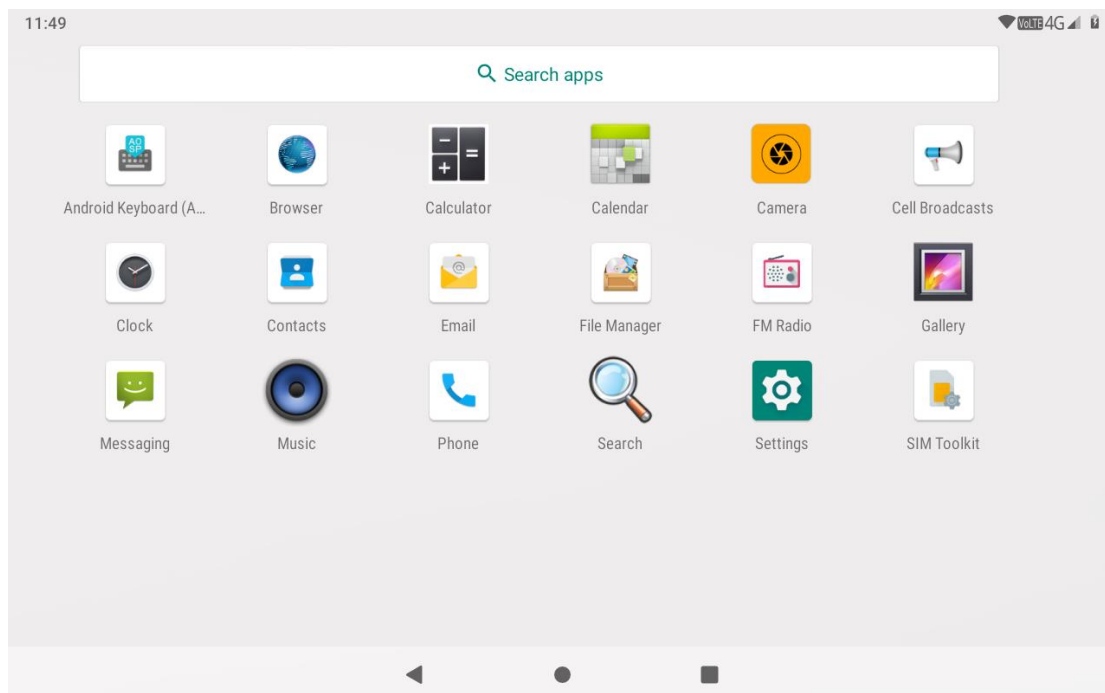 11:49 VoLTE 4G
Search apps
Android Keyboard (A... Browser Calculator Calendar Camera Cell Broadcasts
Clock Contacts Email File Manager FM Radio Gallery
Messaging Music Phone Search Settings SIM Toolkit